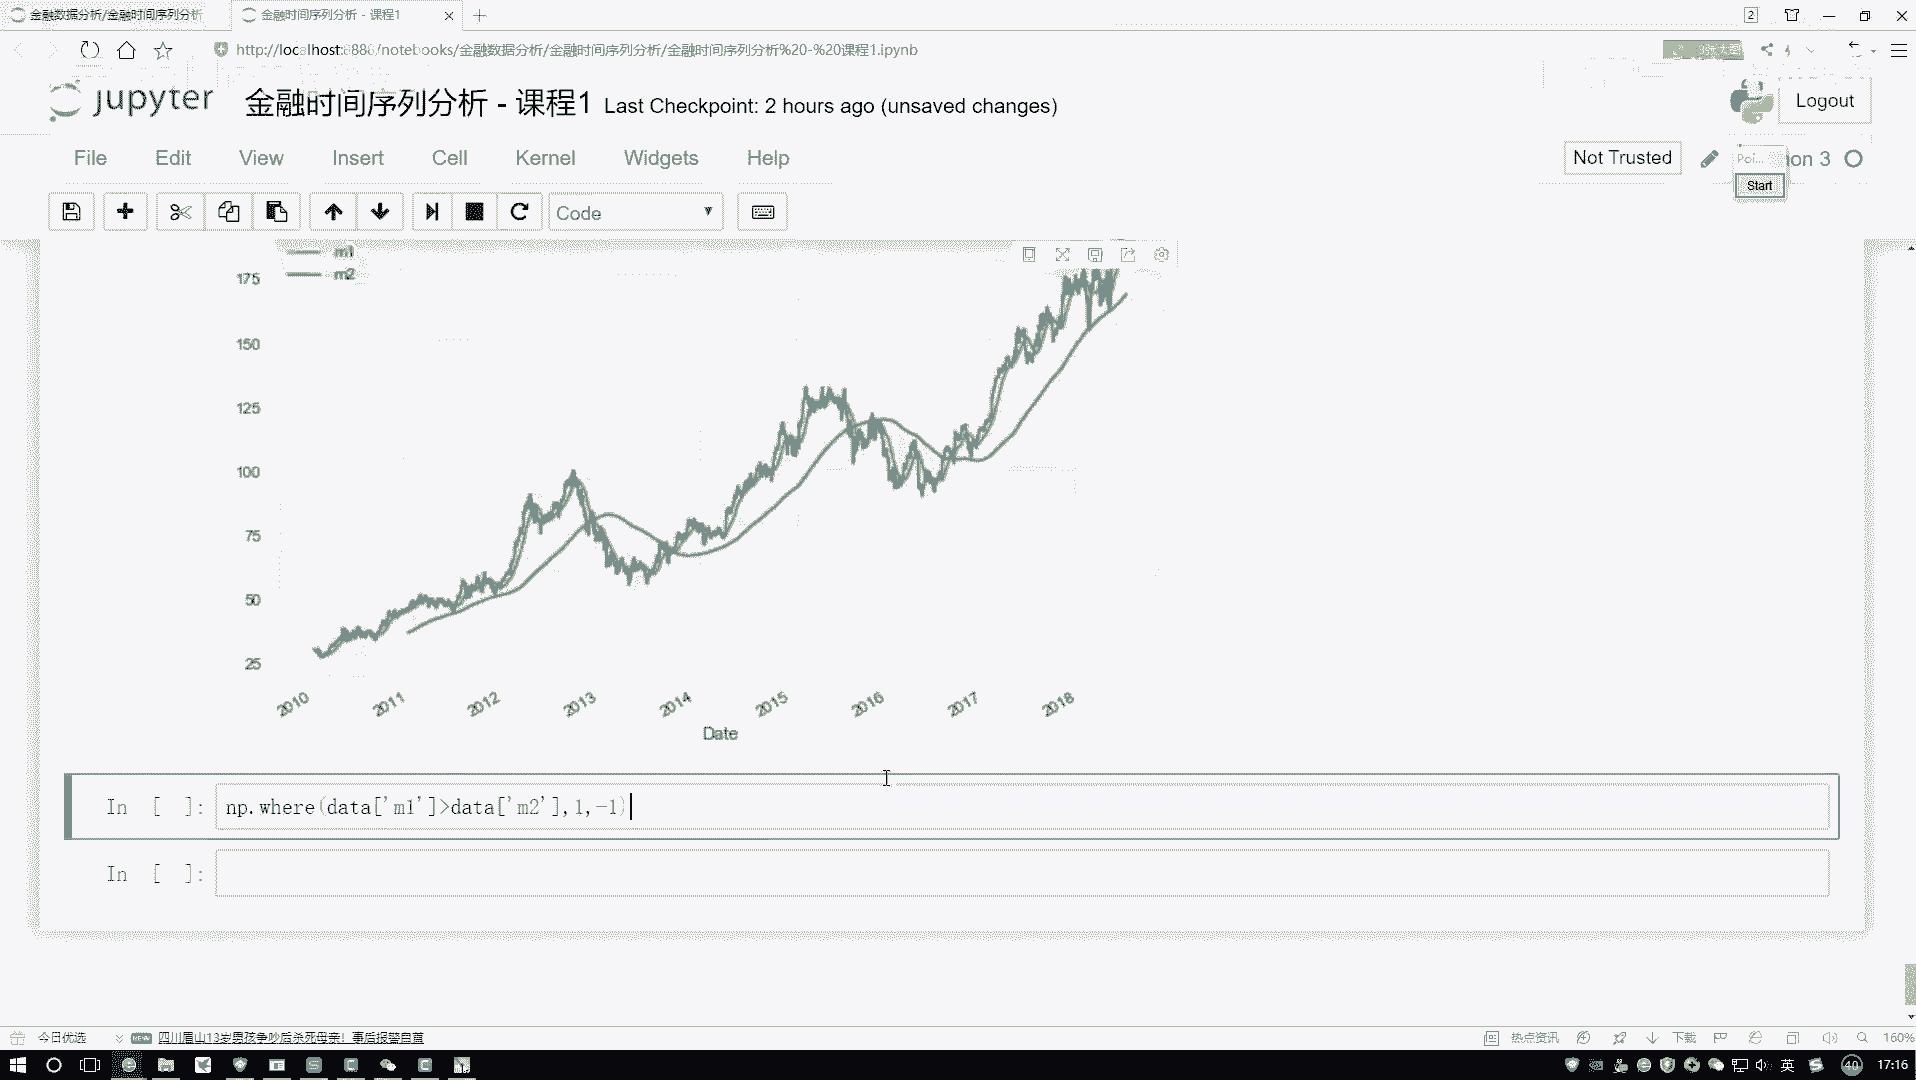 金融数据分析/金融时间序列分析
金融时间序列分析 - 课程1
2
http://localhost:8888/notebooks/金融数据分析/金融时间序列分析/金融时间序列分析%20-%20课程1.ipynb
jupyter
金融时间序列分析 - 课程1 Last Checkpoint: 2 hours ago (unsaved changes)
Logout
File Edit View Insert Cell Kernel Widgets Help
Not Trusted
Poi... on 3
Start
Code
m1
m2
175
150
125
100
75
50
25
2010 2011 2012 2013 2014 2015 2016 2017 2018
Date
In [ ]: np.where(data['m1']>data['m2'],1,-1)
In [ ]:
今日优选
NEW
四川眉山13岁男孩争吵后杀死母亲！事后报警自首
热点资讯
下载
160%
英
40
17:16